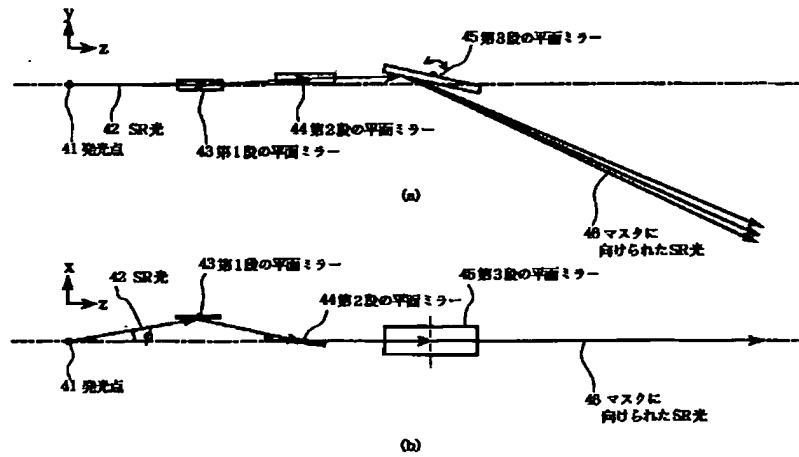 y
z
45 第3段の平面ミラー
42 SR光
44 第2段の平面ミラー
43 第1段の平面ミラー
41 発光点
46 マスクに
向けられたSR光
(a)
x
z
42 SR光
43 第1段の平面ミラー
44 第2段の平面ミラー
45 第3段の平面ミラー
41 発光点
46 マスクに
向けられたSR光
(b)